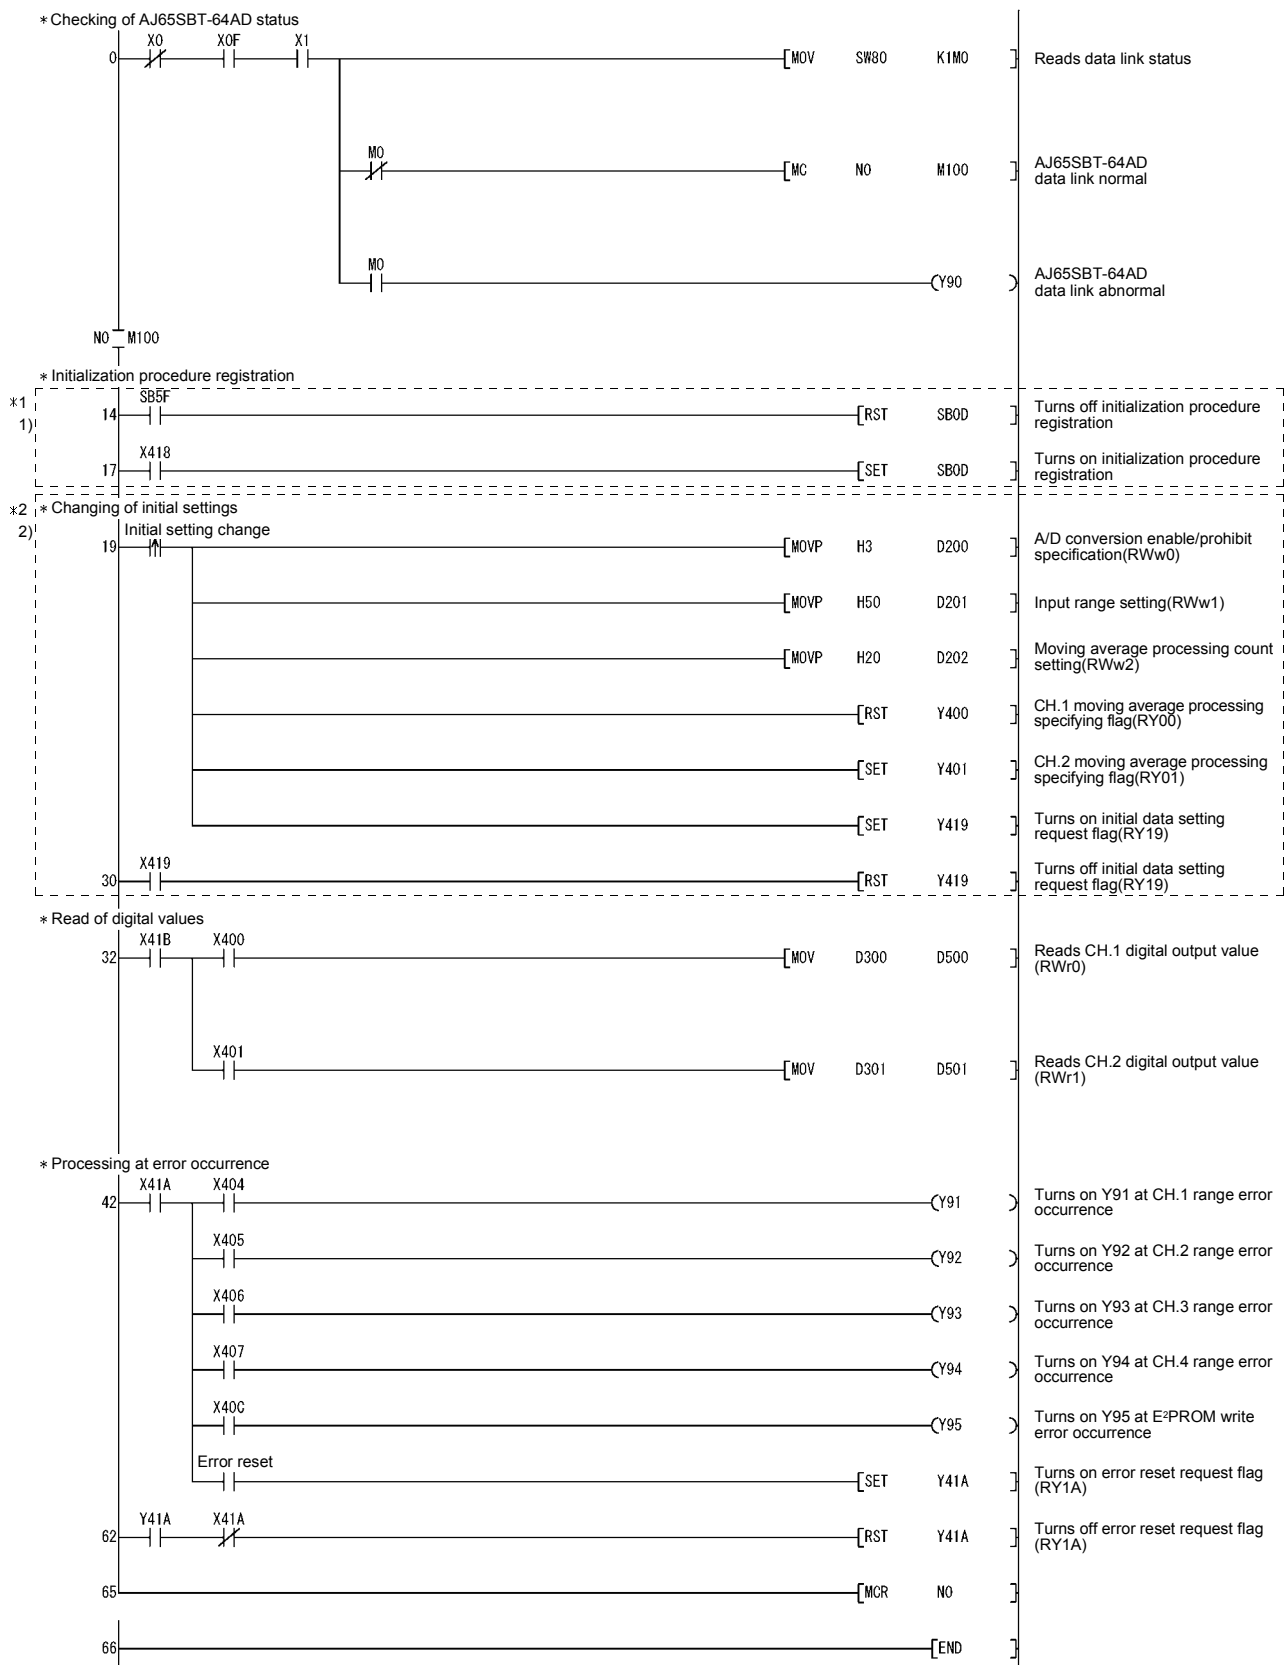 * Checking of AJ65SBT-64AD status
X0 X0F X1
0 MOV SW80 K1M0 Reads data link status
M0
MC N0 M100 AJ65SBT-64AD
data link normal
M0
Y90 AJ65SBT-64AD
data link abnormal
N0 M100
* Initialization procedure registration
*1
1)
SB5F
14 RST SB0D Turns off initialization procedure
registration
X418
17 SET SB0D Turns on initialization procedure
registration
*2 * Changing of initial settings
2) Initial setting change
19 MOVP H3 D200 A/D conversion enable/prohibit
specification(RWw0)
MOVP H50 D201 Input range setting(RWw1)
MOVP H20 D202 Moving average processing count
setting(RWw2)
RST Y400 CH.1 moving average processing
specifying flag(RY00)
SET Y401 CH.2 moving average processing
specifying flag(RY01)
SET Y419 Turns on initial data setting
request flag(RY19)
X419
30 RST Y419 Turns off initial data setting
request flag(RY19)
* Read of digital values
X41B X400
32 MOV D300 D500 Reads CH.1 digital output value
(RWr0)
X401
MOV D301 D501 Reads CH.2 digital output value
(RWr1)
* Processing at error occurrence
X41A X404
42 Y91 Turns on Y91 at CH.1 range error
occurrence
X405
Y92 Turns on Y92 at CH.2 range error
occurrence
X406
Y93 Turns on Y93 at CH.3 range error
occurrence
X407
Y94 Turns on Y94 at CH.4 range error
occurrence
X40C
Y95 Turns on Y95 at E²PROM write
error occurrence
Error reset
SET Y41A Turns on error reset request flag
(RY1A)
Y41A X41A
62 RST Y41A Turns off error reset request flag
(RY1A)
65 MCR N0
66 END